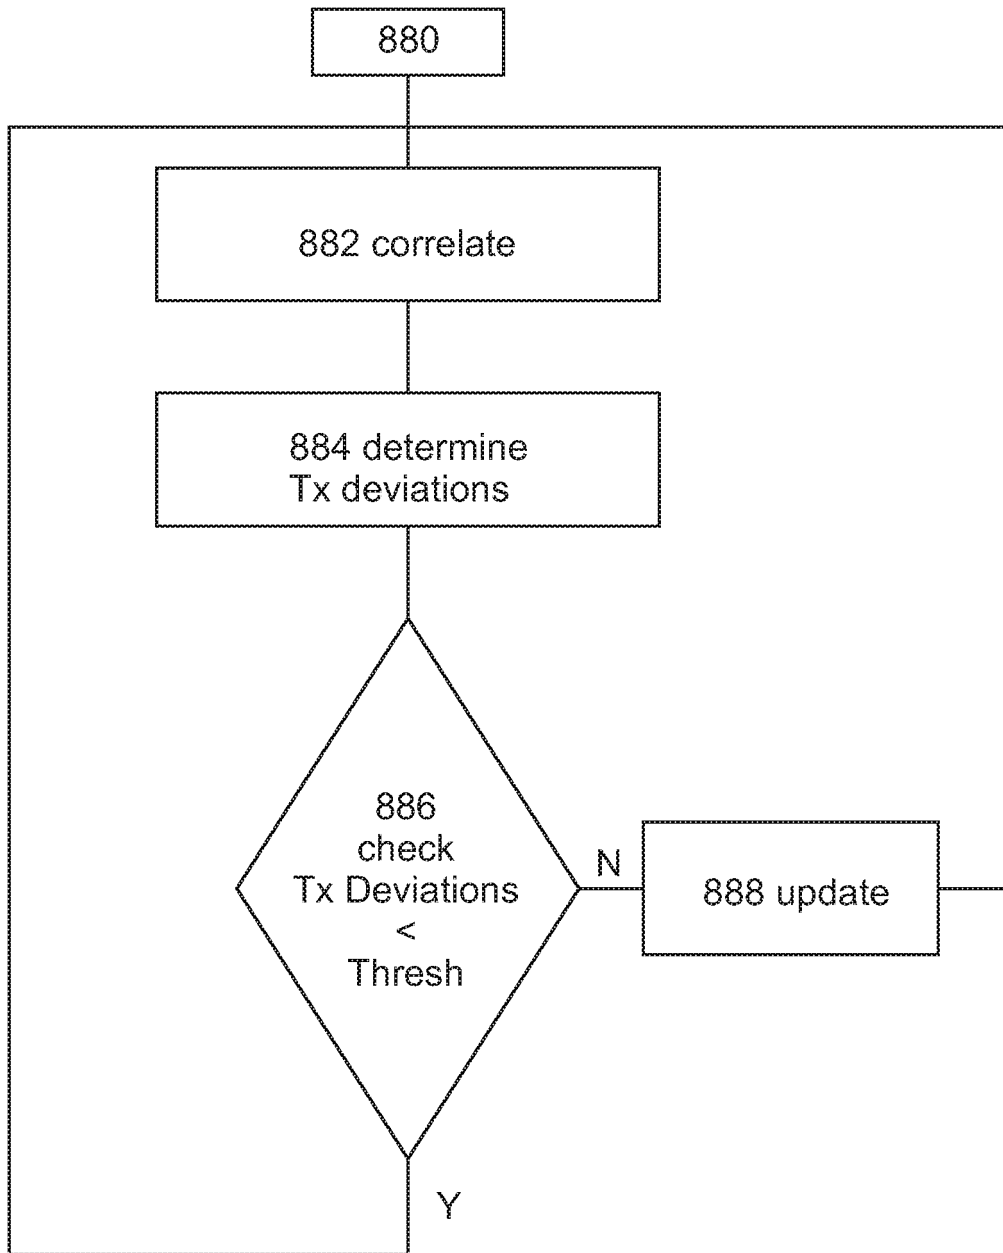 880
882 correlate
884 determine
Tx deviations
886
check
Tx Deviations
<
Thresh
N
888 update
Y